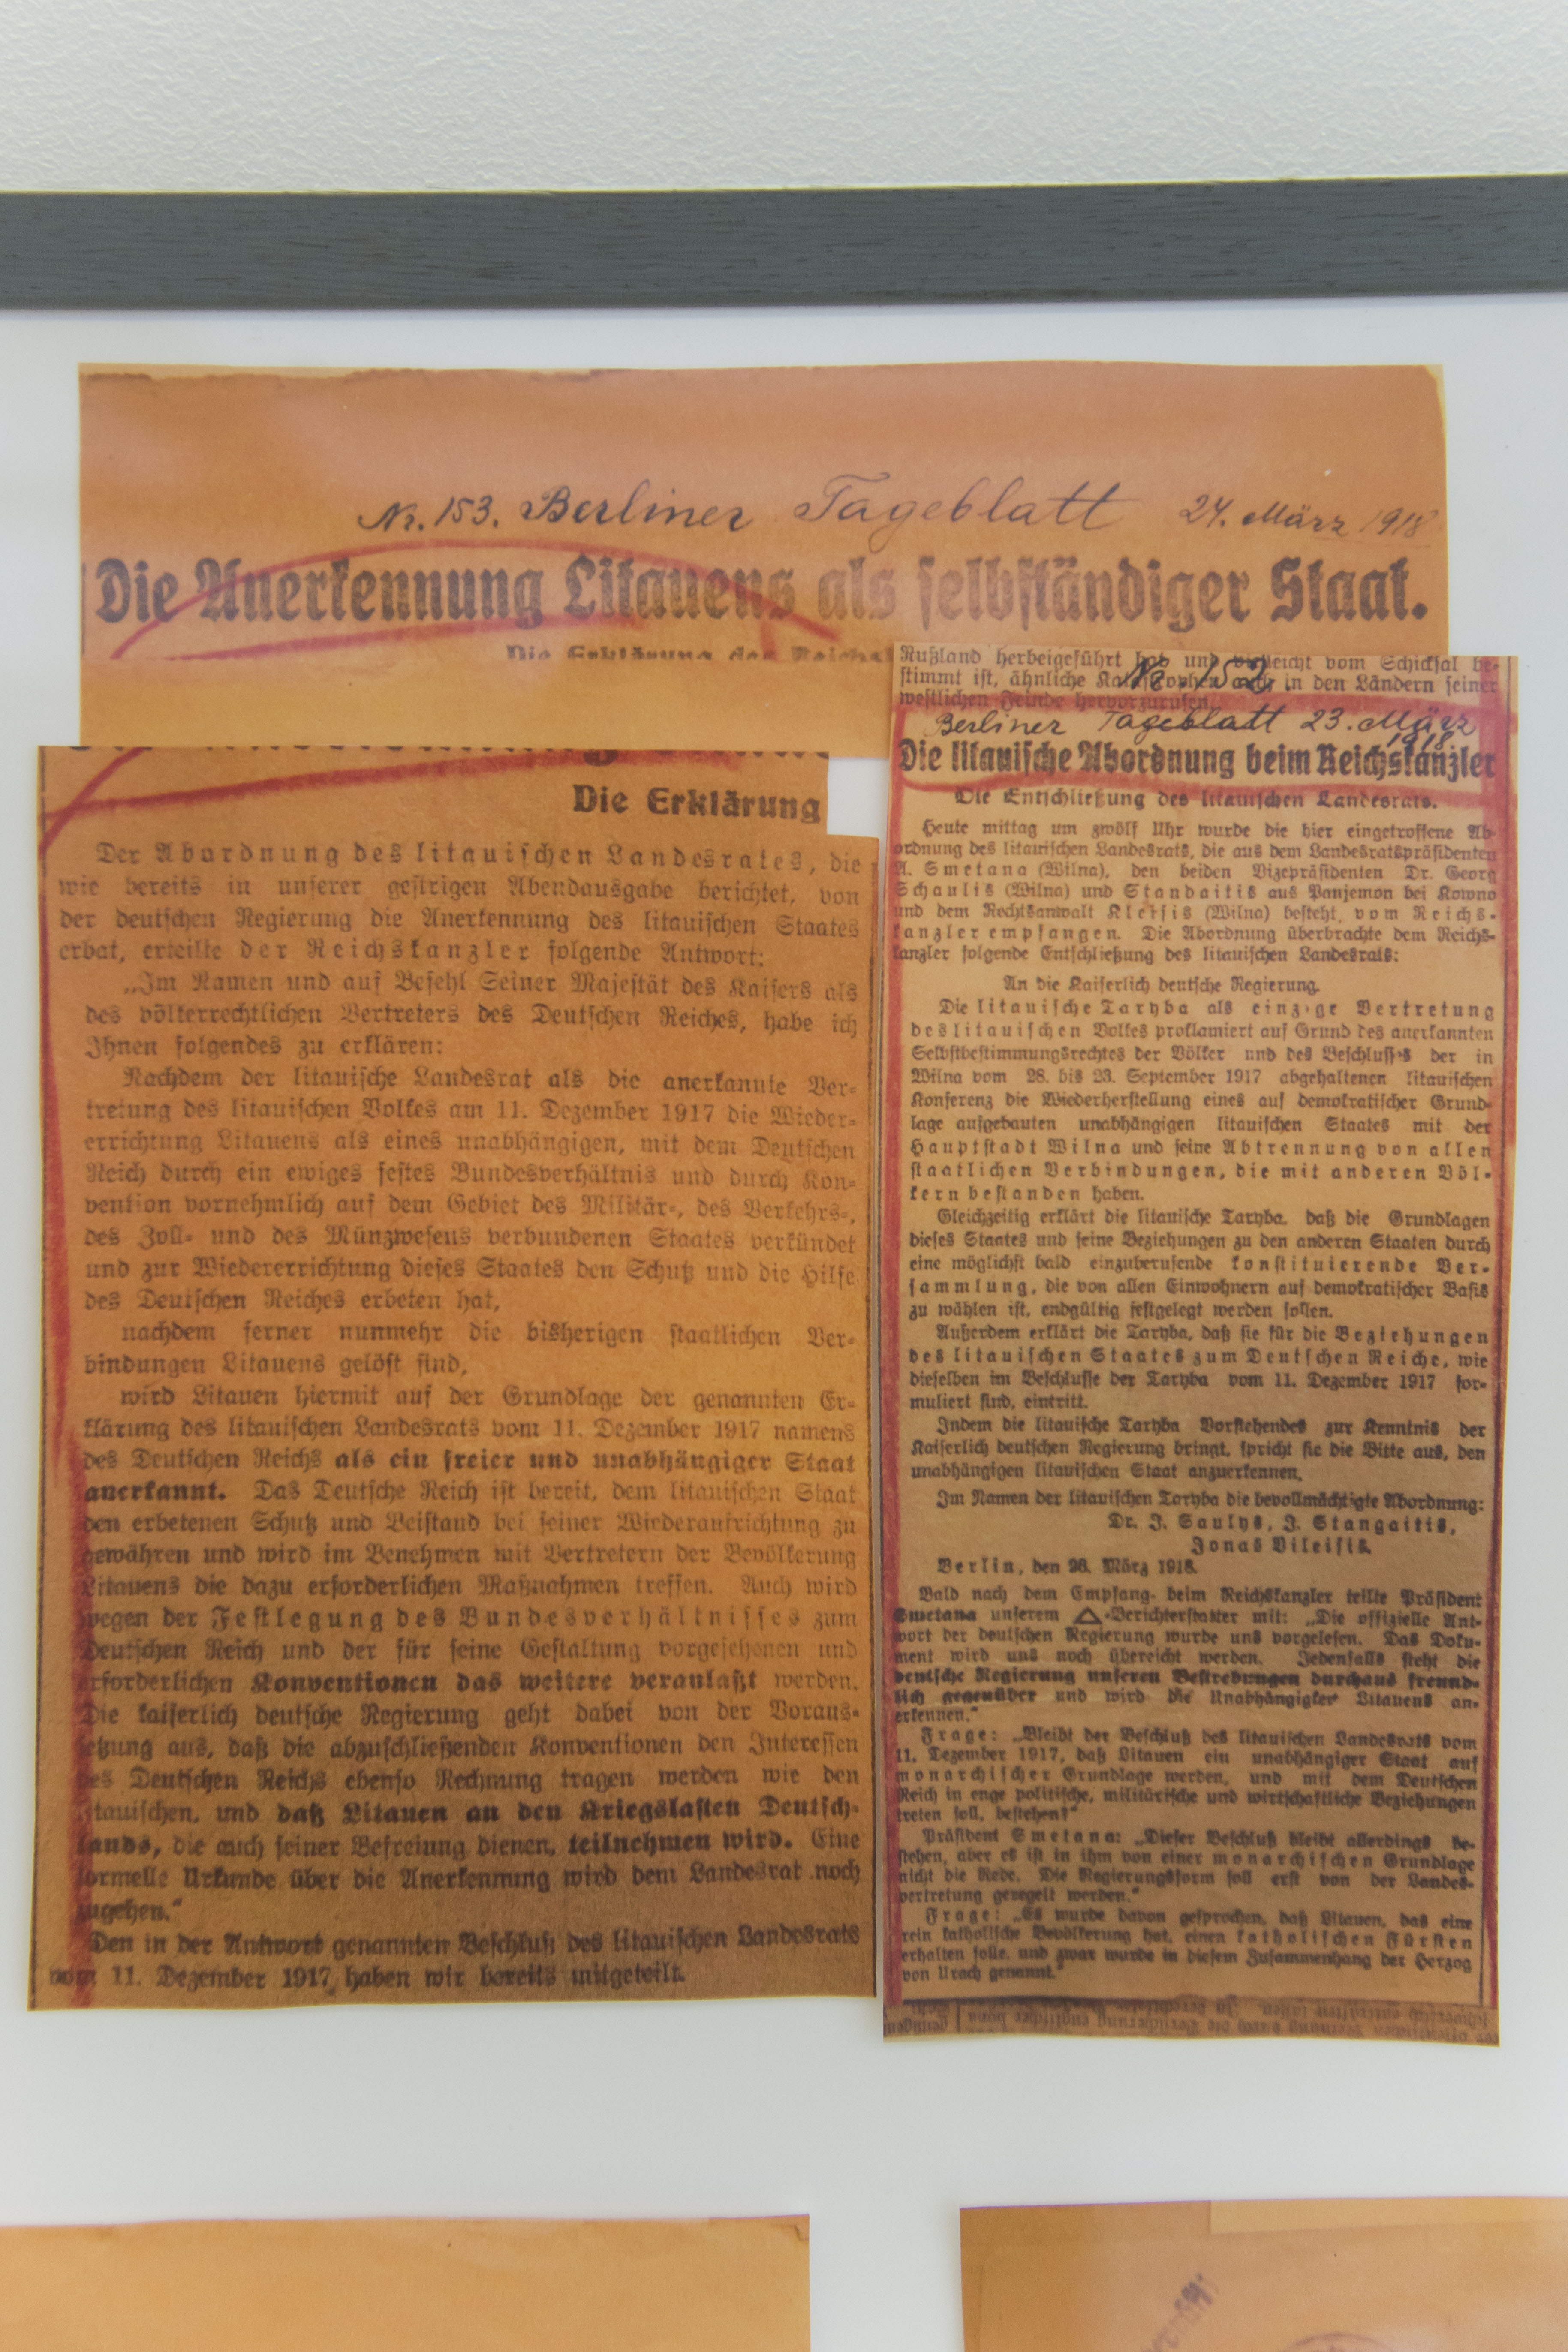 Nr. 153. Berliner Tageblatt 24. März 1918
Die Anerkennung Litauens als selbständiger Staat.
Die Erklärung des Reichs
Die Erklärung
Der Abordnung des litauischen Landesrates, die
wie bereits in unserer gestrigen Abendausgabe berichtet, von
der deutschen Regierung die Anerkennung des litauischen Staates
erbat, erteilte der Reichskanzler folgende Antwort:
„Im Namen und auf Befehl Seiner Majestät des Kaisers als
des völkerrechtlichen Vertreters des Deutschen Reiches, habe ich
Ihnen folgendes zu erklären:
Nachdem der litauische Landesrat als die anerkannte Ver-
tretung des litauischen Volkes am 11. Dezember 1917 die Wieder-
errichtung Litauens als eines unabhängigen, mit dem Deutschen
Reich durch ein ewiges festes Bundesverhältnis und durch Kon-
vention vornehmlich auf dem Gebiet des Militär-, des Verkehrs-,
des Zoll- und des Münzwesens verbundenen Staates verkündet
und zur Wiedererrichtung dieses Staates den Schutz und die Hilfe
des Deutschen Reiches erbeten hat,
nachdem ferner nunmehr die bisherigen staatlichen Ver-
bindungen Litauens gelöst sind,
wird Litauen hiermit auf der Grundlage der genannten Er-
klärung des litauischen Landesrats vom 11. Dezember 1917 namens
des Deutschen Reichs als ein freier und unabhängiger Staat
anerkannt. Das Deutsche Reich ist bereit, dem litauischen Staat
den erbetenen Schutz und Beistand bei seiner Wiederaufrichtung zu
gewähren und wird im Benehmen mit Vertretern der Bevölkerung
Litauens die dazu erforderlichen Maßnahmen treffen. Auch wird
wegen der Festlegung des Bundesverhältnisses zum
Deutschen Reich und der für seine Gestaltung vorgesehenen und
erforderlichen Konventionen das weitere veranlaßt werden.
Die kaiserlich deutsche Regierung geht dabei von der Voraus-
setzung aus, daß die abzuschließenden Konventionen den Interessen
des Deutschen Reichs ebenso Rechnung tragen werden wie den
litauischen, und daß Litauen an den Kriegslasten Deutsch-
lands, die auch seiner Befreiung dienen, teilnehmen wird. Eine
formelle Urkunde über die Anerkennung wird dem Landesrat noch
zugehen.“
Den in der Antwort genannten Beschluß des litauischen Landesrats
vom 11. Dezember 1917 haben wir bereits mitgeteilt.
Rußland herbeigeführt hat und vielleicht vom Schicksal be-
stimmt ist, ähnliche Katastrophen auch in den Ländern seiner
westlichen Feinde hervorzurufen.
Nr. 152.
Berliner Tageblatt 23. März
1918
Die litauische Abordnung beim Reichskanzler
Die Entschließung des litauischen Landesrats.
Heute mittag um zwölf Uhr wurde die hier eingetroffene Ab-
ordnung des litauischen Landesrats, die aus dem Landesratspräsidenten
A. Smetana (Wilna), den beiden Vizepräsidenten Dr. Georg
Schaulis (Wilna) und Standaitis aus Panjemon bei Kowno
und dem Rechtsanwalt Kletsis (Wilna) besteht, vom Reichs-
kanzler empfangen. Die Abordnung überbrachte dem Reichs-
kanzler folgende Entschließung des litauischen Landesrats:
An die Kaiserlich deutsche Regierung.
Die litauische Taryba als einzige Vertretung
des litauischen Volkes proklamiert auf Grund des anerkannten
Selbstbestimmungsrechtes der Völker und des Beschlusses der in
Wilna vom 28. bis 23. September 1917 abgehaltenen litauischen
Konferenz die Wiederherstellung eines auf demokratischer Grund-
lage aufgebauten unabhängigen litauischen Staates mit der
Hauptstadt Wilna und seine Abtrennung von allen
staatlichen Verbindungen, die mit anderen Völ-
kern bestanden haben.
Gleichzeitig erklärt die litauische Taryba, daß die Grundlagen
dieses Staates und seine Beziehungen zu den anderen Staaten durch
eine möglichst bald einzuberufende konstituierende Ver-
sammlung, die von allen Einwohnern auf demokratischer Basis
zu wählen ist, endgültig festgelegt werden sollen.
Außerdem erklärt die Taryba, daß sie für die Beziehungen
des litauischen Staates zum Deutschen Reiche, wie
dieselben im Beschlusse der Taryba vom 11. Dezember 1917 for-
muliert sind, eintritt.
Indem die litauische Taryba Vorstehendes zur Kenntnis der
Kaiserlich deutschen Regierung bringt, spricht sie die Bitte aus, den
unabhängigen litauischen Staat anzuerkennen.
Im Namen der litauischen Taryba die bevollmächtigte Abordnung:
Dr. J. Saulys, J. Stangaitis,
Jonas Vileisis.
Berlin, den 26. März 1918.
Bald nach dem Empfang beim Reichskanzler teilte Präsident
Smetana unserem △-Berichterstatter mit: „Die offizielle Ant-
wort der deutschen Regierung wurde uns vorgelesen. Das Doku-
ment wird uns noch übereicht werden. Jedenfalls steht die
deutsche Regierung unseren Bestrebungen durchaus freund-
lich gegenüber und wird die Unabhängigkeit Litauens an-
erkennen.“
Frage: „Bleibt der Beschluß des litauischen Landesrats vom
11. Dezember 1917, daß Litauen ein unabhängiger Staat auf
monarchischer Grundlage werden, und mit dem Deutschen
Reich in enge politische, militärische und wirtschaftliche Beziehungen
treten soll, bestehen?“
Präsident Smetana: „Dieser Beschluß bleibt allerdings be-
stehen, aber es ist in ihm von einer monarchischen Grundlage
nicht die Rede. Die Regierungsform soll erst von der Landes-
vertretung geregelt werden.“
Frage: „Es wurde davon gesprochen, daß Litauen, das eine
rein katholische Bevölkerung hat, einen katholischen Fürsten
erhalten solle, und zwar wurde in diesem Zusammenhang der Herzog
von Urach genannt.“